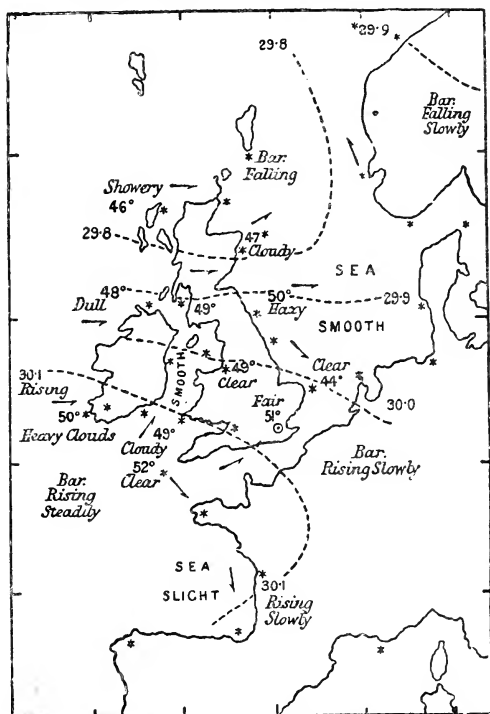 29.8
29.9
Bar.
Falling
Slowly
Bar.
Falling
Showery
46°
29.8
47
Cloudy
SEA
48°
49°
50°
Hazy
29.9
Dull
SMOOTH
SMOOTH
49°
Clear
Clear
44°
30.1
Rising
50°
Heavy Clouds
Fair
51°
30.0
49°
Cloudy
52°
Clear
Bar.
Rising Slowly
Bar.
Rising
Steadily
SEA
SLIGHT
30.1
Rising
Slowly